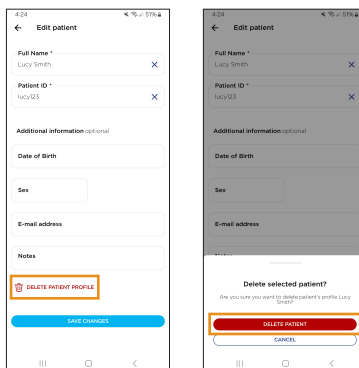 4:24
51%
Edit patient
Full Name *
Lucy Smith
Patient ID *
lucy123
Additional information optional
Date of Birth
Sex
E-mail address
Notes
DELETE PATIENT PROFILE
SAVE CHANGES
4:24
51%
Edit patient
Full Name *
Lucy Smith
Patient ID *
lucy123
Additional information optional
Date of Birth
Sex
E-mail address
Notes
Delete selected patient?
Are you sure you want to delete patient's profile Lucy
Smith?
DELETE PATIENT
CANCEL